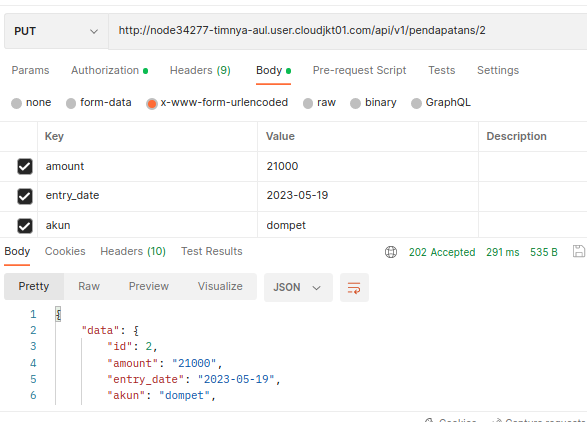 PUT http://node34277-timnya-aul.user.cloudjkt01.com/api/v1/pendapatans/2
Params Authorization Headers (9) Body Pre-request Script Tests Settings
none form-data x-www-form-urlencoded raw binary GraphQL
Key Value Description
amount 21000
entry_date 2023-05-19
akun dompet
Body Cookies Headers (10) Test Results 202 Accepted 291 ms 535 B
Pretty Raw Preview Visualize JSON
1 {
2 "data": {
3 "id": 2,
4 "amount": "21000",
5 "entry_date": "2023-05-19",
6 "akun": "dompet",
Cookies Capture requests